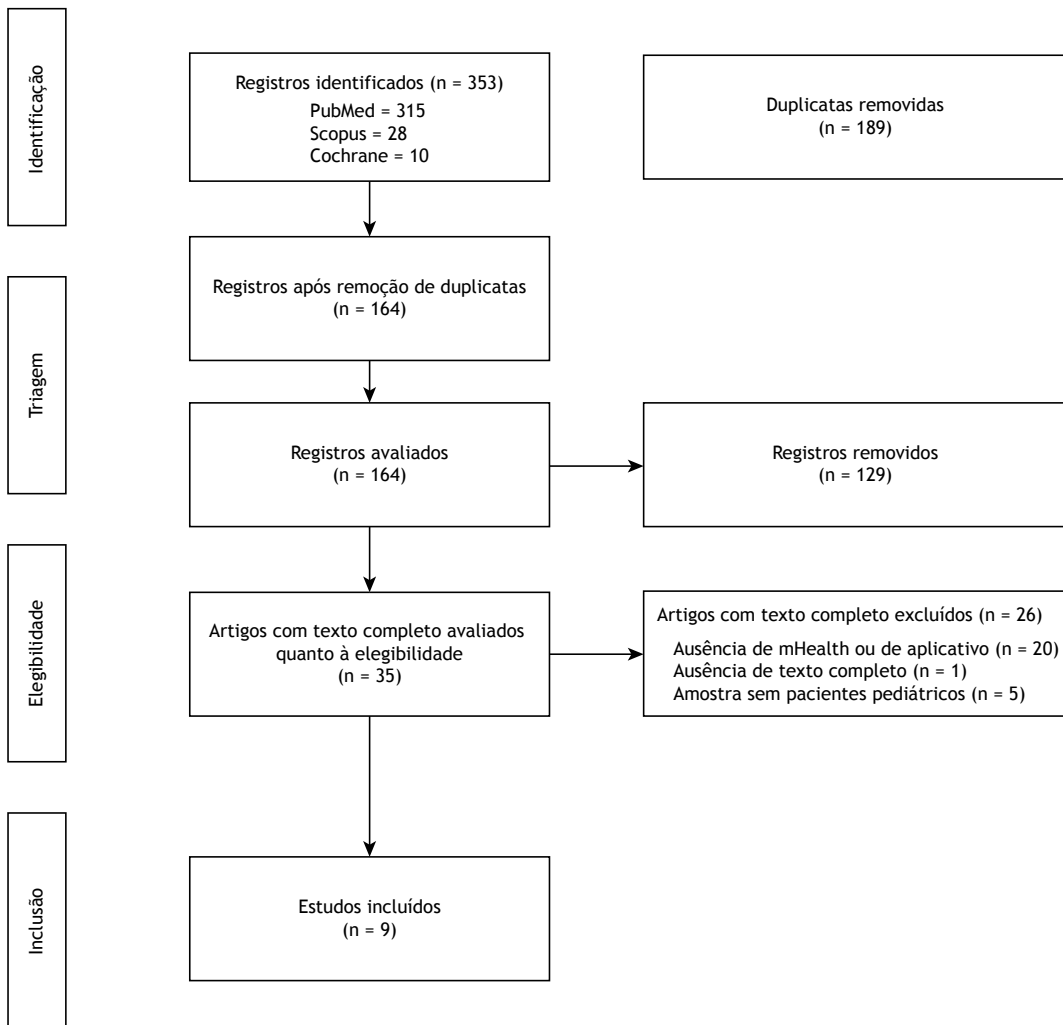 Identificação
Registros identificados (n = 353)
PubMed = 315
Scopus = 28
Cochrane = 10
Duplicatas removidas
(n = 189)
Triagem
Registros após remoção de duplicatas
(n = 164)
Registros avaliados
(n = 164)
Registros removidos
(n = 129)
Elegibilidade
Artigos com texto completo avaliados
quanto à elegibilidade
(n = 35)
Artigos com texto completo excluídos (n = 26)
Ausência de mHealth ou de aplicativo (n = 20)
Ausência de texto completo (n = 1)
Amostra sem pacientes pediátricos (n = 5)
Inclusão
Estudos incluídos
(n = 9)